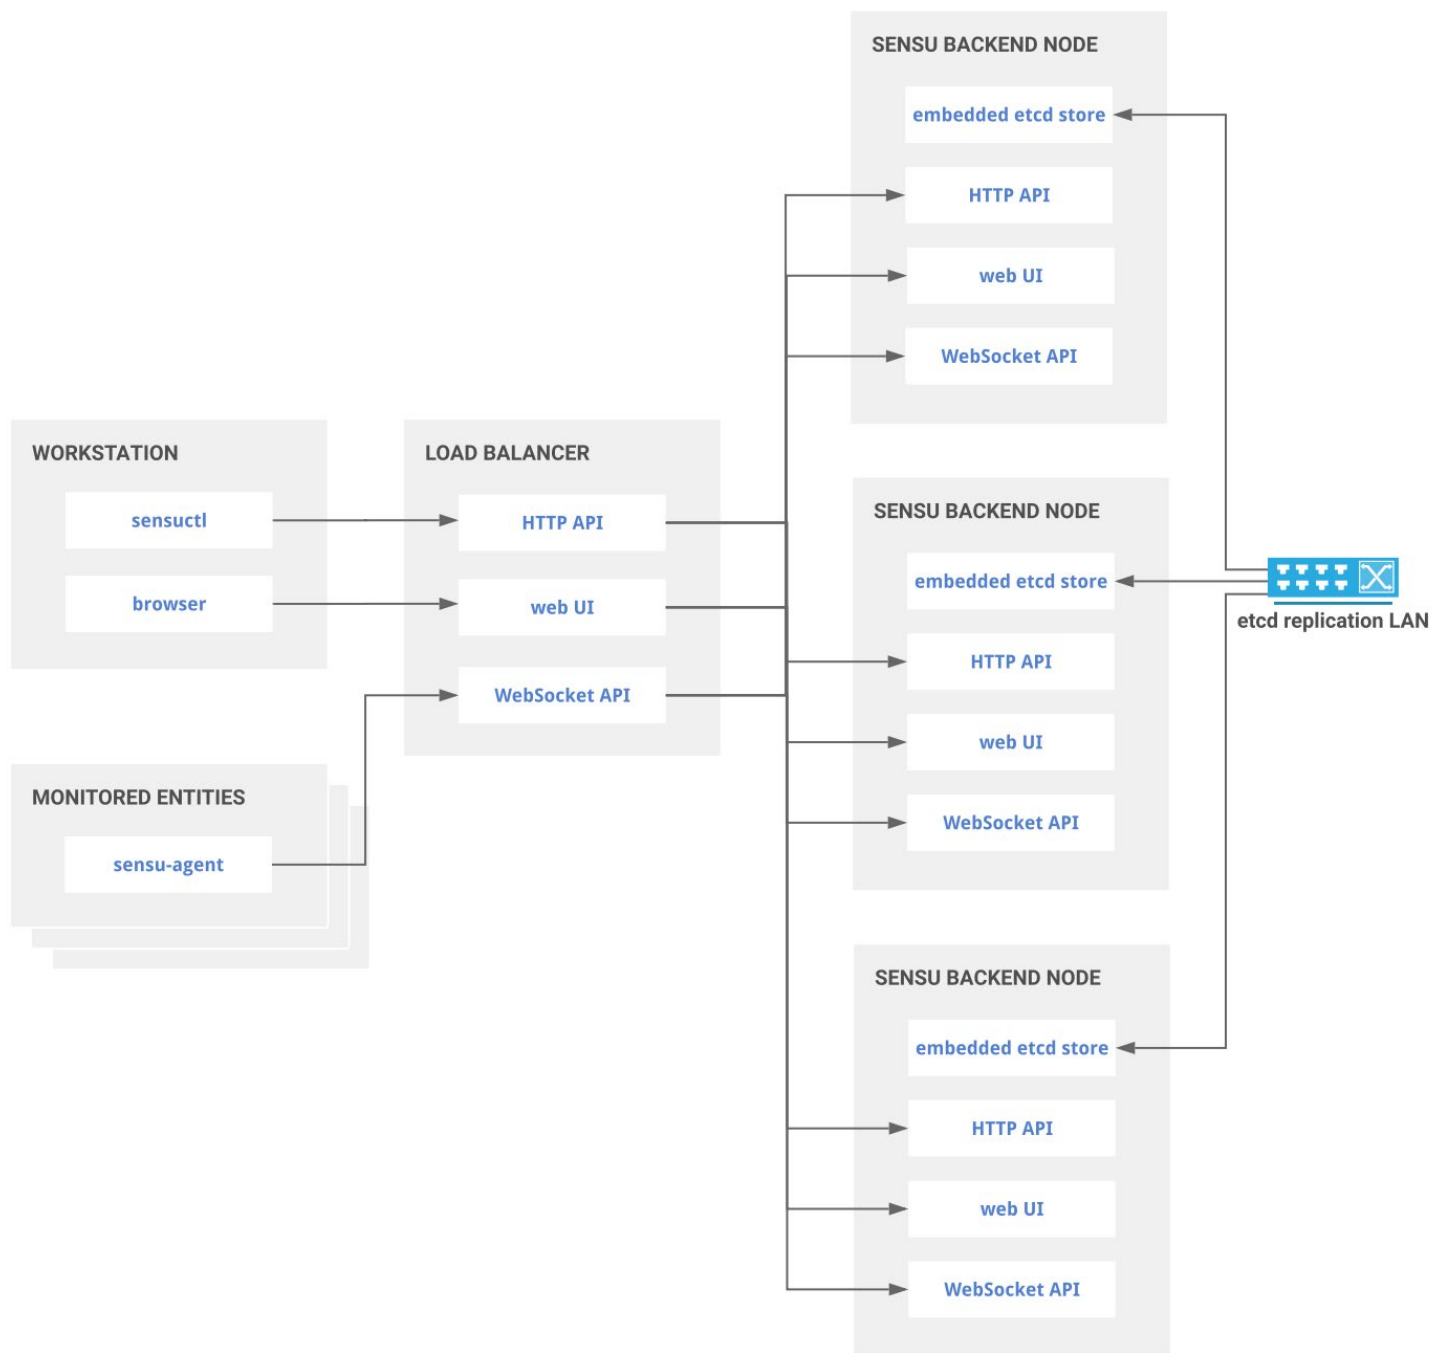 WORKSTATION
sensuctl
browser
MONITORED ENTITIES
sensu-agent
LOAD BALANCER
HTTP API
web UI
WebSocket API
SENSU BACKEND NODE
embedded etcd store
HTTP API
web UI
WebSocket API
SENSU BACKEND NODE
embedded etcd store
HTTP API
web UI
WebSocket API
SENSU BACKEND NODE
embedded etcd store
HTTP API
web UI
WebSocket API
etcd replication LAN